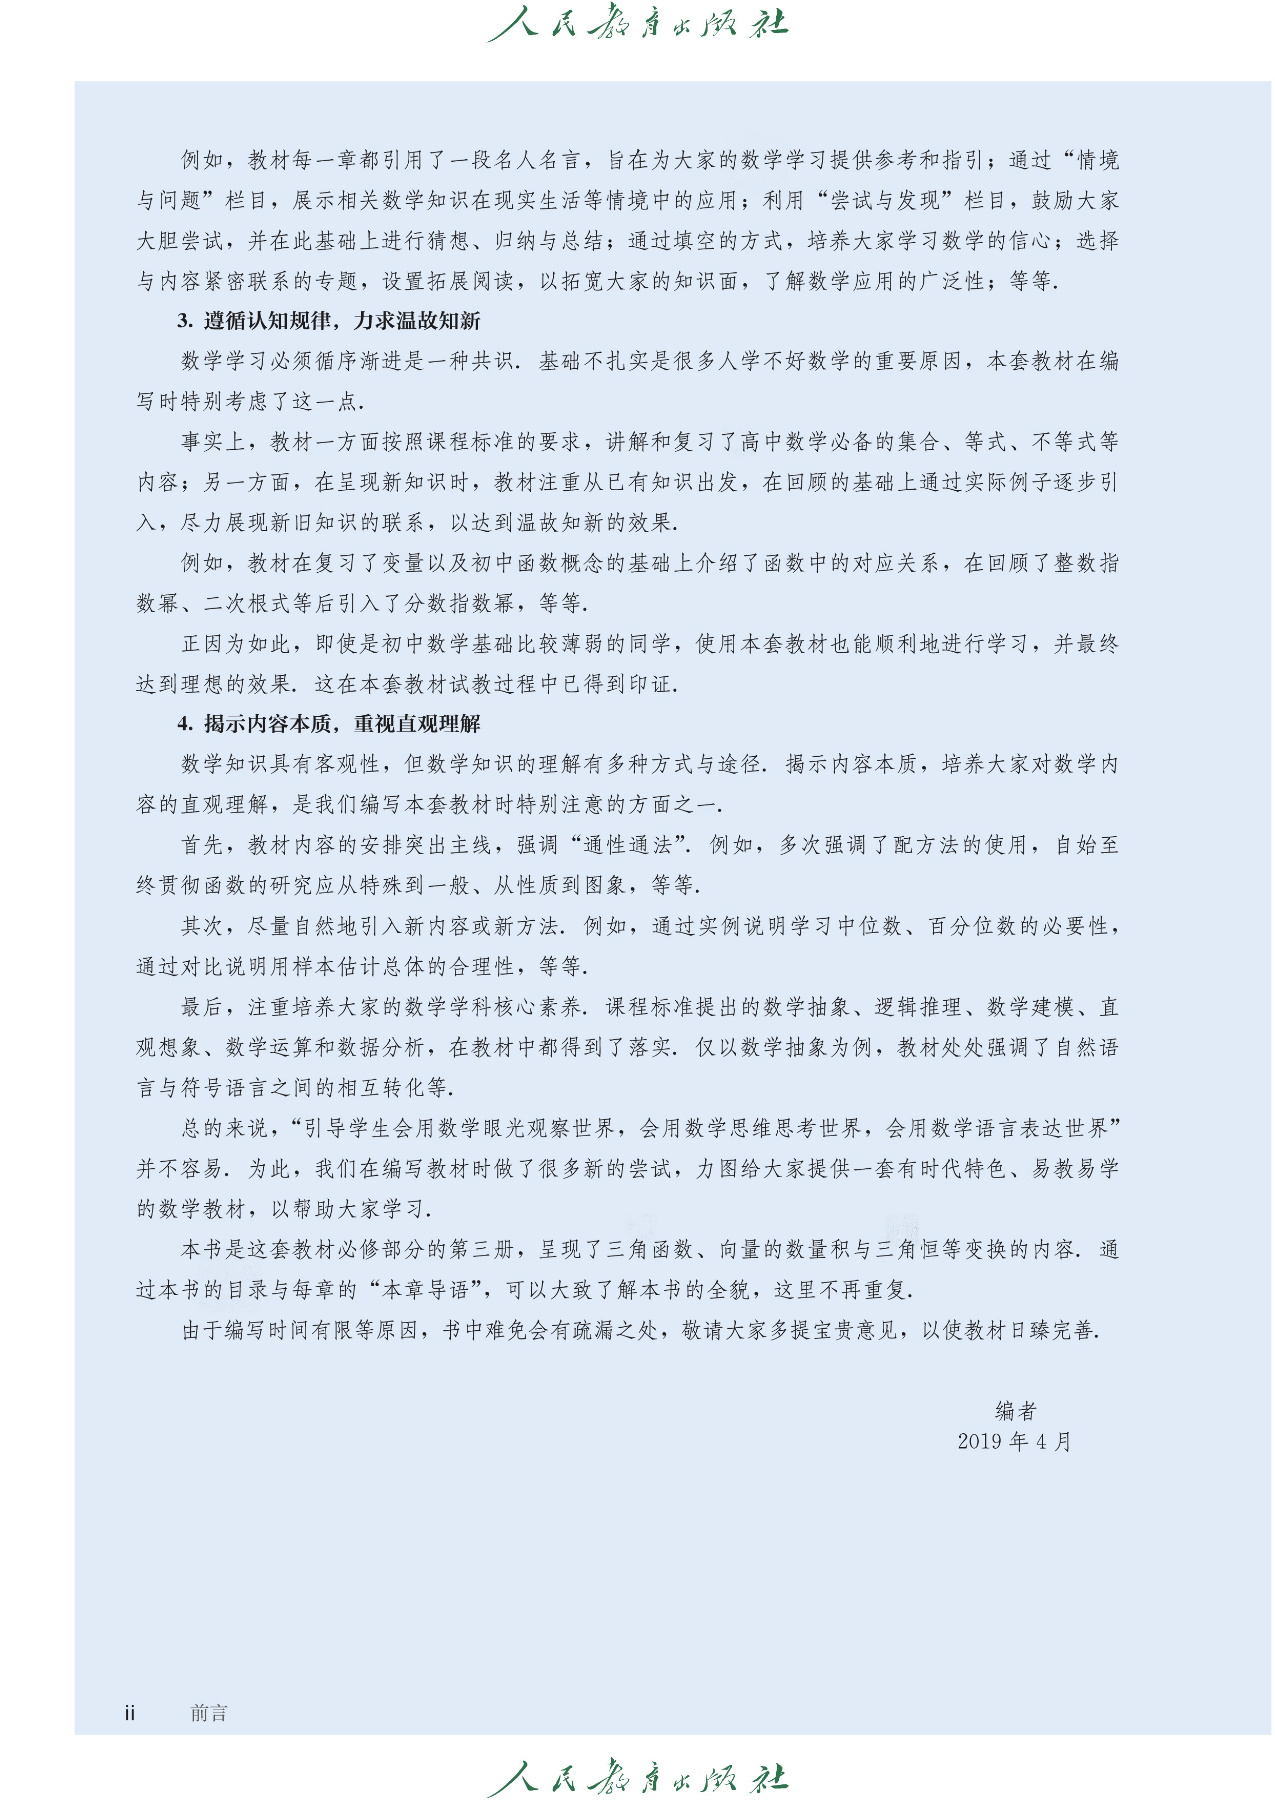 人民教育出版社
例如，教材每一章都引用了一段名人名言，旨在为大家的数学学习提供参考和指引；通过“情境
与问题”栏目，展示相关数学知识在现实生活等情境中的应用；利用“尝试与发现”栏目，鼓励大家
大胆尝试，并在此基础上进行猜想、归纳与总结；通过填空的方式，培养大家学习数学的信心；选择
与内容紧密联系的专题，设置拓展阅读，以拓宽大家的知识面，了解数学应用的广泛性；等等．
3. 遵循认知规律，力求温故知新
数学学习必须循序渐进是一种共识．基础不扎实是很多人学不好数学的重要原因，本套教材在编
写时特别考虑了这一点．
事实上，教材一方面按照课程标准的要求，讲解和复习了高中数学必备的集合、等式、不等式等
内容；另一方面，在呈现新知识时，教材注重从已有知识出发，在回顾的基础上通过实际例子逐步引
入，尽力展现新旧知识的联系，以达到温故知新的效果．
例如，教材在复习了变量以及初中函数概念的基础上介绍了函数中的对应关系，在回顾了整数指
数幂、二次根式等后引入了分数指数幂，等等．
正因为如此，即使是初中数学基础比较薄弱的同学，使用本套教材也能顺利地进行学习，并最终
达到理想的效果．这在本套教材试教过程中已得到印证．
4. 揭示内容本质，重视直观理解
数学知识具有客观性，但数学知识的理解有多种方式与途径．揭示内容本质，培养大家对数学内
容的直观理解，是我们编写本套教材时特别注意的方面之一．
首先，教材内容的安排突出主线，强调“通性通法”．例如，多次强调了配方法的使用，自始至
终贯彻函数的研究应从特殊到一般、从性质到图象，等等．
其次，尽量自然地引入新内容或新方法．例如，通过实例说明学习中位数、百分位数的必要性，
通过对比说明用样本估计总体的合理性，等等．
最后，注重培养大家的数学学科核心素养．课程标准提出的数学抽象、逻辑推理、数学建模、直
观想象、数学运算和数据分析，在教材中都得到了落实．仅以数学抽象为例，教材处处强调了自然语
言与符号语言之间的相互转化等．
总的来说，“引导学生会用数学眼光观察世界，会用数学思维思考世界，会用数学语言表达世界”
并不容易．为此，我们在编写教材时做了很多新的尝试，力图给大家提供一套有时代特色、易教易学
的数学教材，以帮助大家学习．
本书是这套教材必修部分的第三册，呈现了三角函数、向量的数量积与三角恒等变换的内容．通
过本书的目录与每章的“本章导语”，可以大致了解本书的全貌，这里不再重复．
由于编写时间有限等原因，书中难免会有疏漏之处，敬请大家多提宝贵意见，以使教材日臻完善．
编者
2019 年 4 月
ii 前言
人民教育出版社